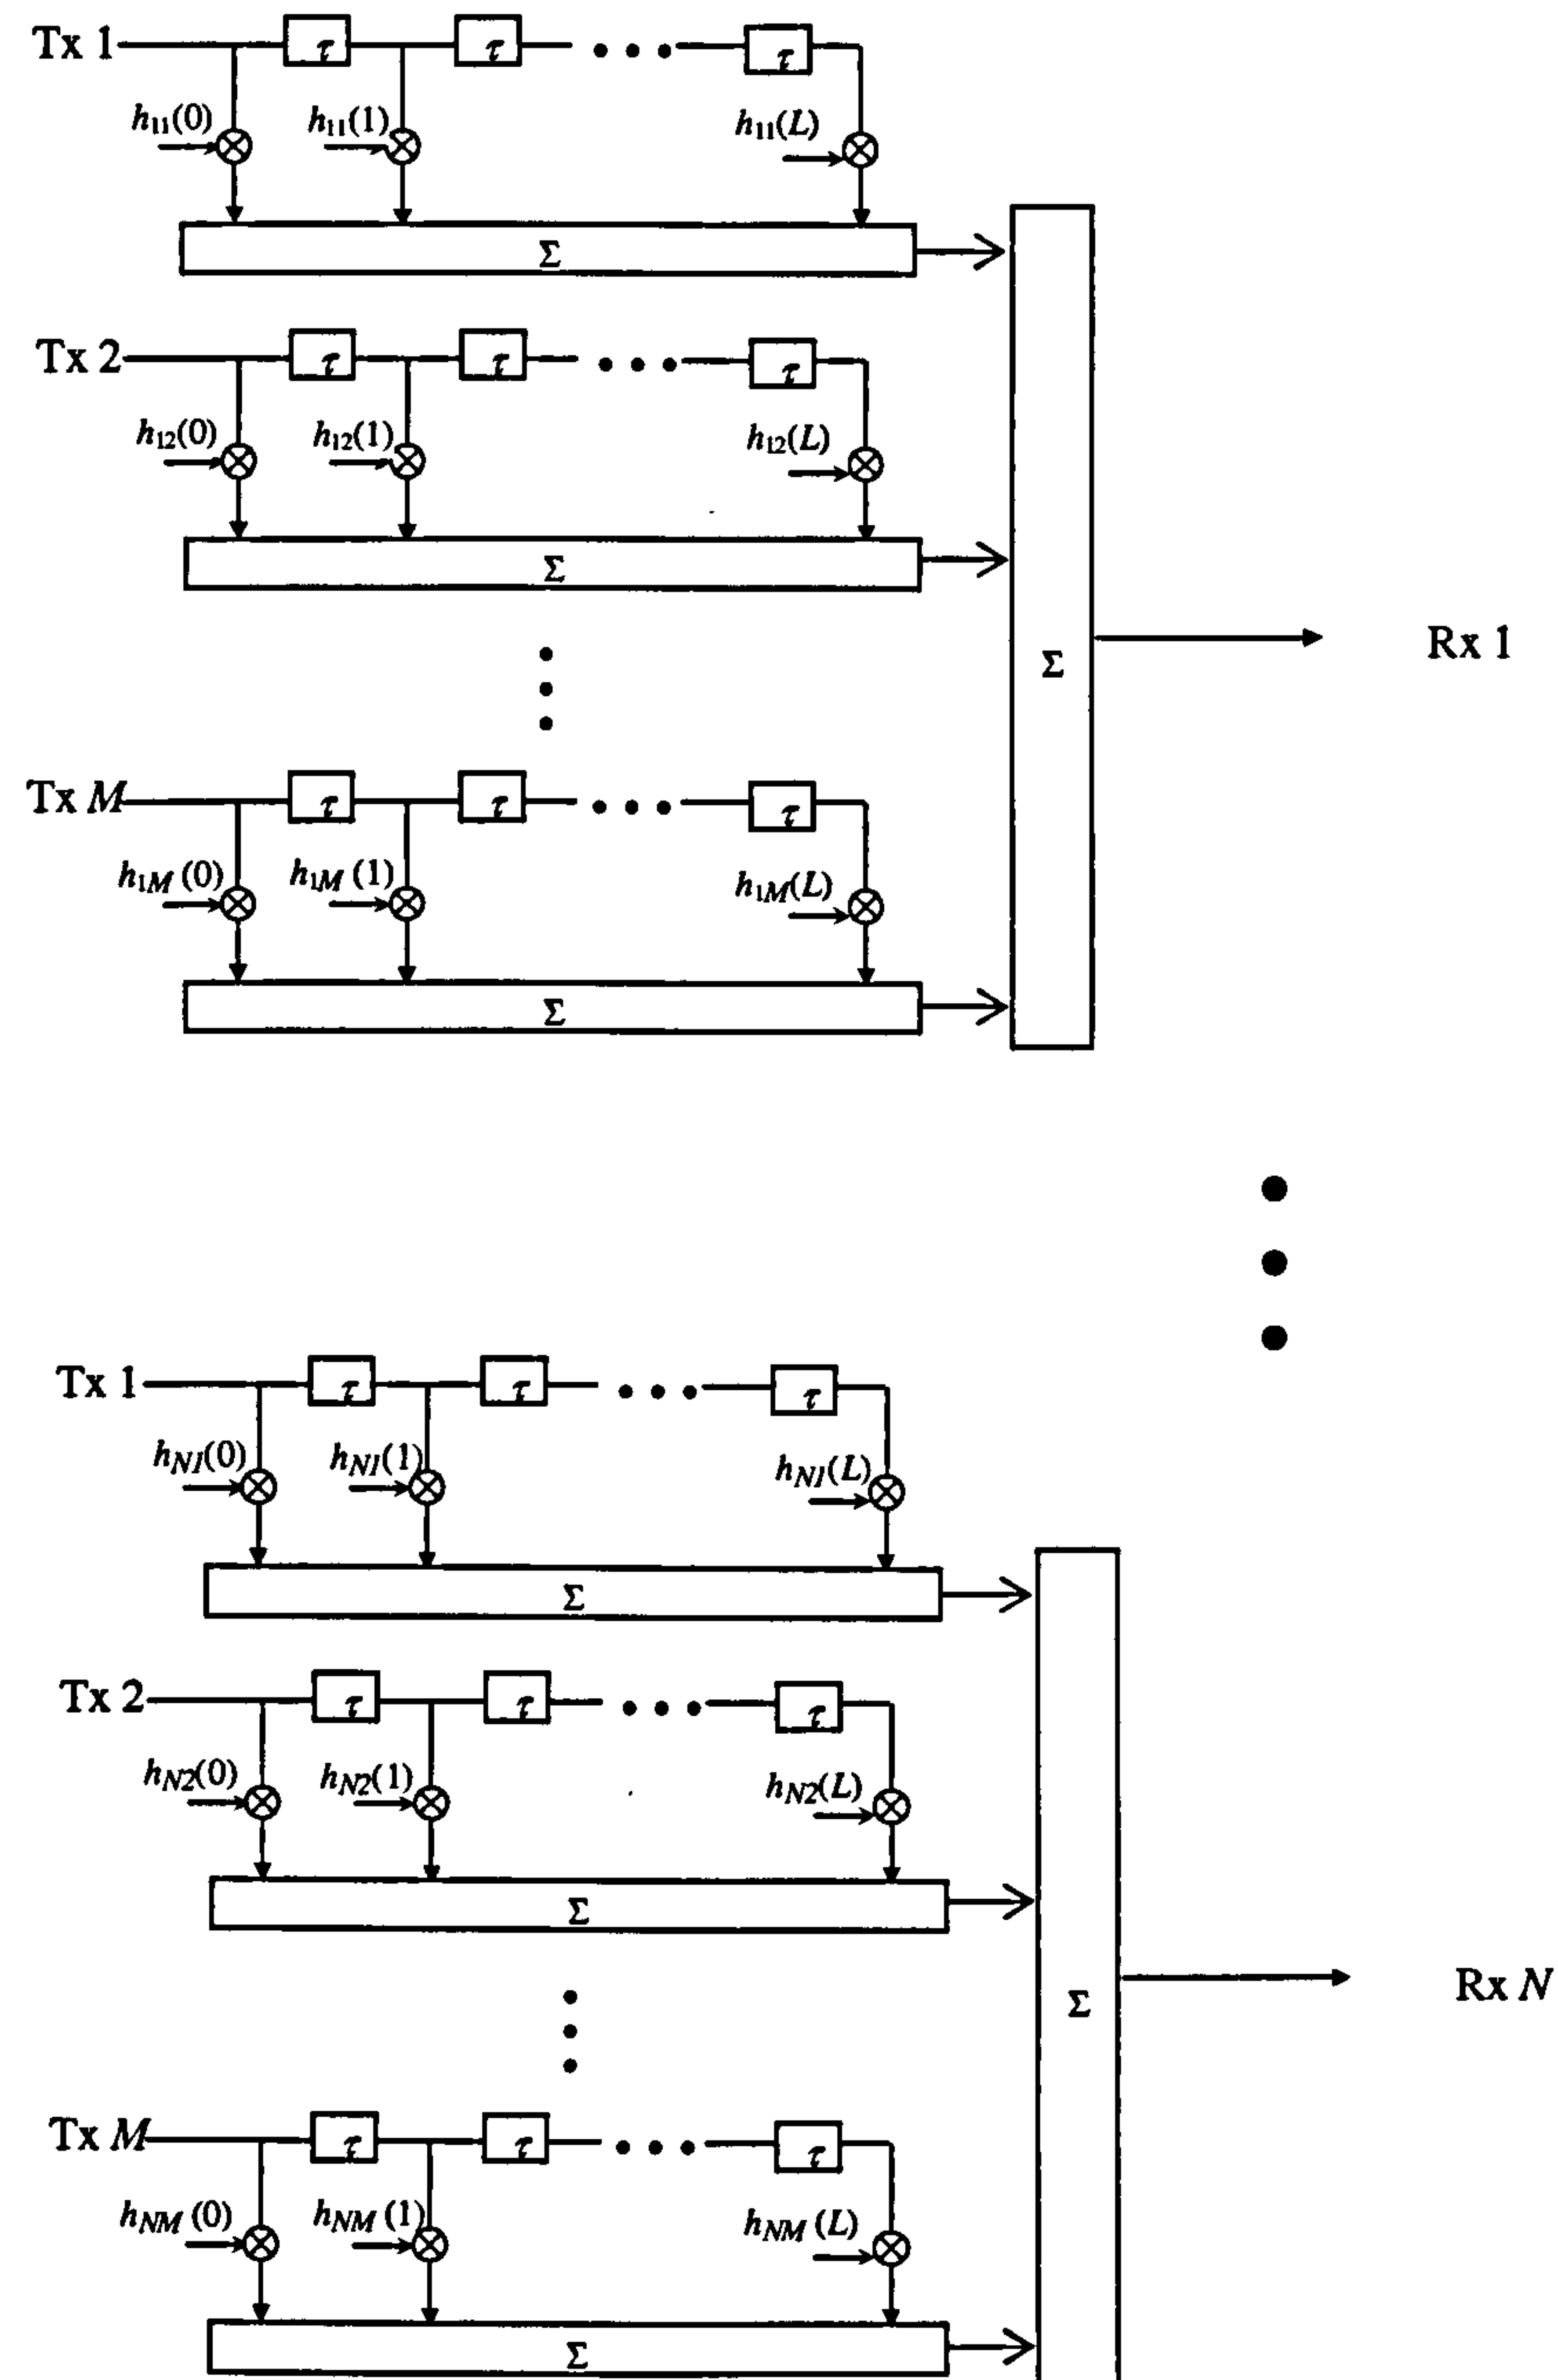 Tx 1 τ τ τ
h11(0) h11(1) h11(L)
Σ
Tx 2 τ τ τ
h12(0) h12(1) h12(L)
Σ
Σ Rx 1
Tx M τ τ τ
h1M (0) h1M (1) h1M(L)
Σ
Tx 1 τ τ τ
hN1(0) hN1(1) hN1(L)
Σ
Tx 2 τ τ τ
hN2(0) hN2(1) hN2(L)
Σ
Σ Rx N
Tx M τ τ τ
hNM (0) hNM (1) hNM (L)
Σ